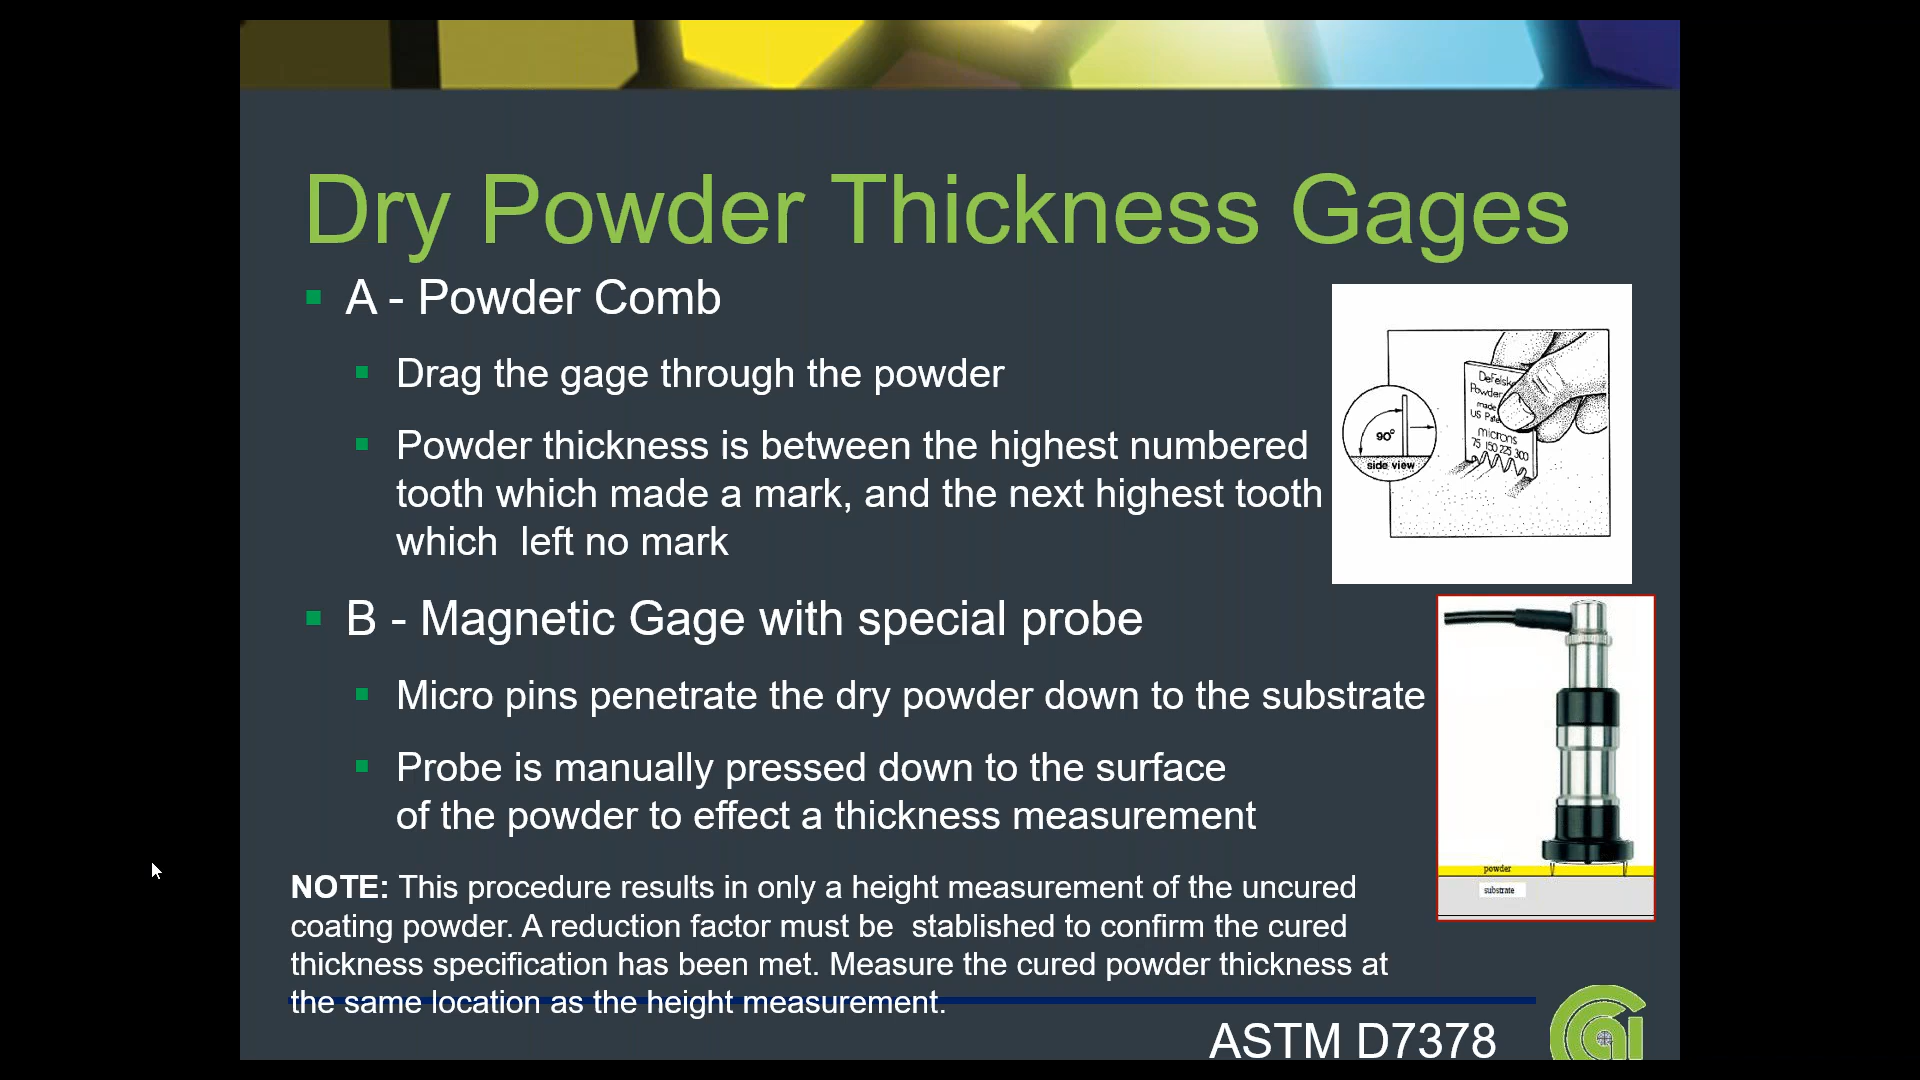 Dry Powder Thickness Gages
A - Powder Comb
Drag the gage through the powder
Powder thickness is between the highest numbered
tooth which made a mark, and the next highest tooth
which left no mark
DeFelsk
Powder
made
US Pate
microns
75 150 225 300
90°
side view
B - Magnetic Gage with special probe
Micro pins penetrate the dry powder down to the substrate
Probe is manually pressed down to the surface
of the powder to effect a thickness measurement
powder
substrate
NOTE: This procedure results in only a height measurement of the uncured
coating powder. A reduction factor must be stablished to confirm the cured
thickness specification has been met. Measure the cured powder thickness at
the same location as the height measurement.
ASTM D7378